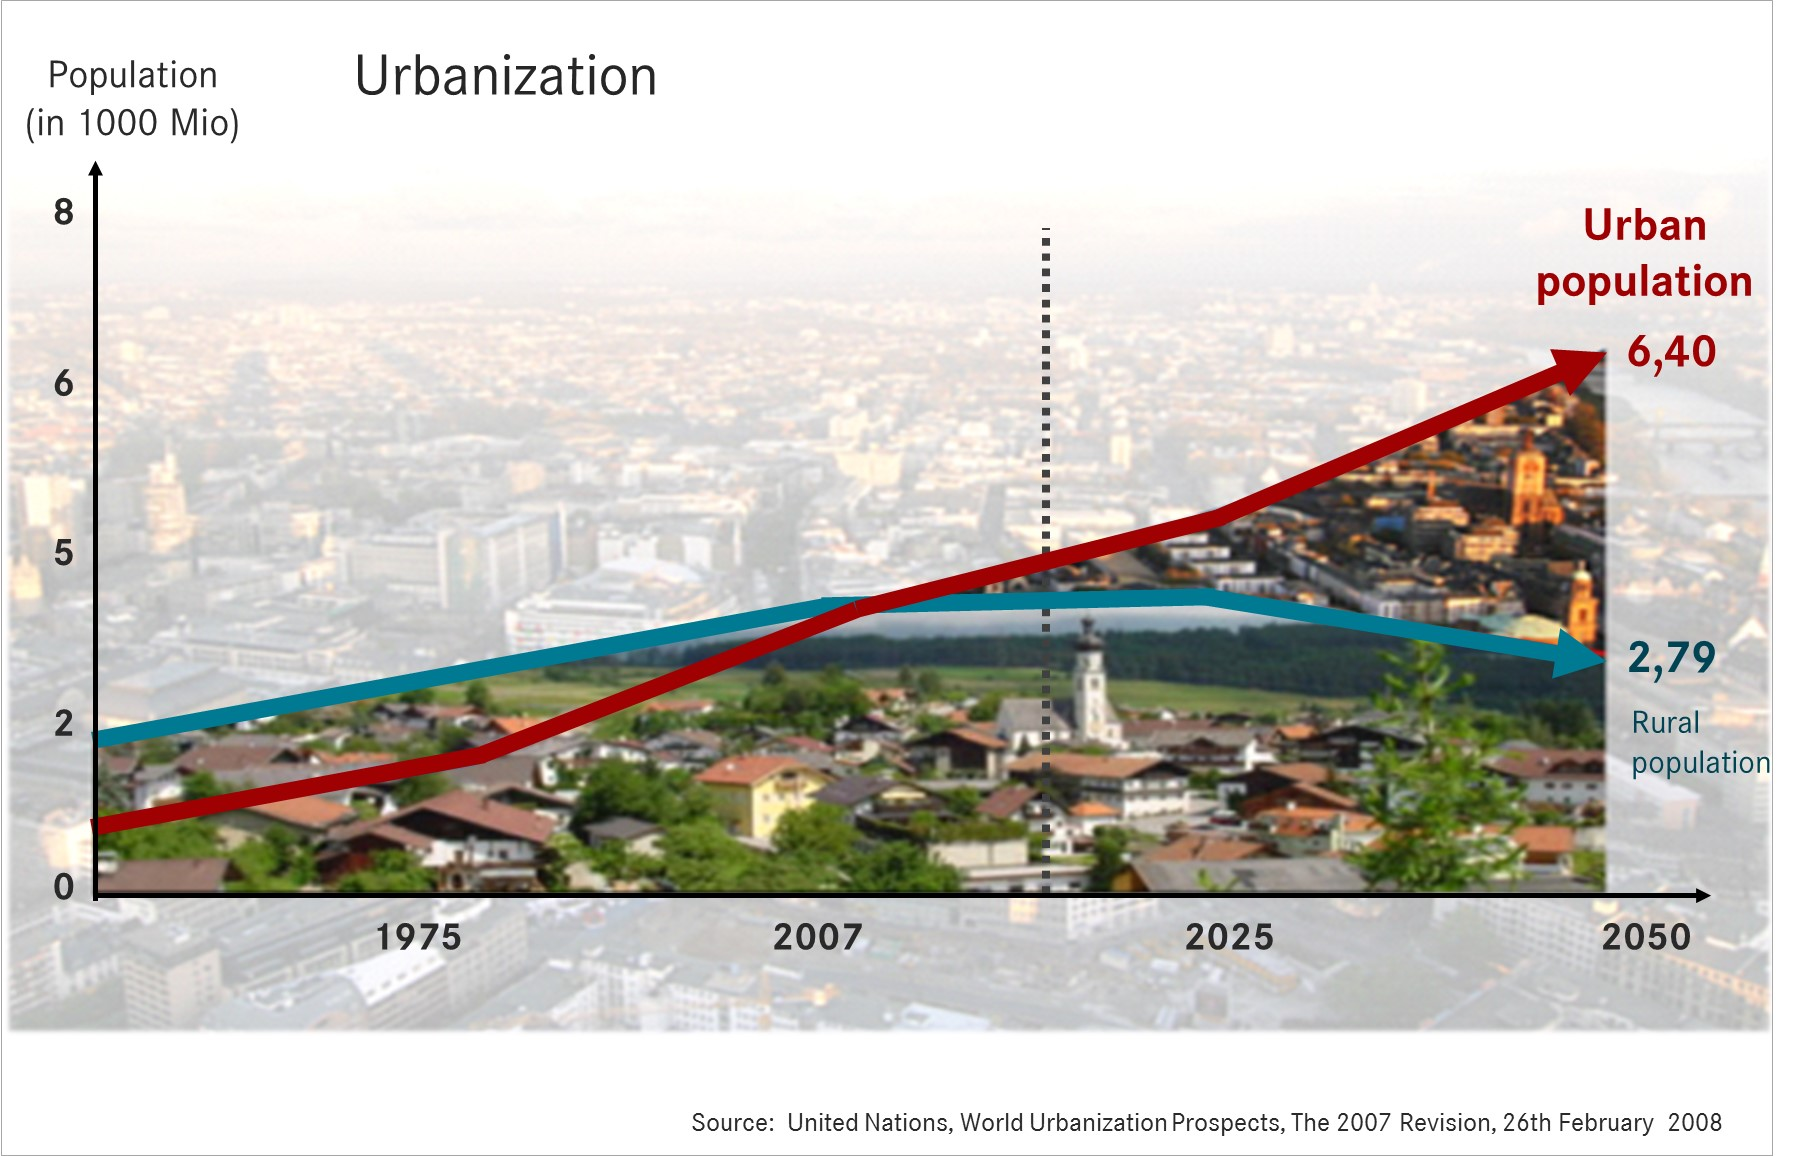 Urbanization
Population
(in 1000 Mio)
8
6
5
2
0
Urban
population
6,40
2,79
Rural
population
1975
2007
2025
2050
Source: United Nations, World Urbanization Prospects, The 2007 Revision, 26th February 2008